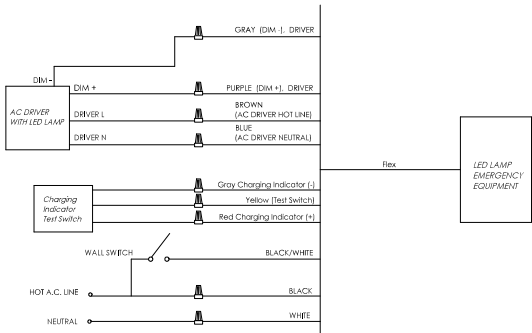 GRAY (DIM -), DRIVER
DIM -
DIM +
PURPLE (DIM +), DRIVER
AC DRIVER
WITH LED LAMP
DRIVER L
BROWN
(AC DRIVER HOT LINE)
DRIVER N
BLUE
(AC DRIVER NEUTRAL)
Flex
LED LAMP
EMERGENCY
EQUIPMENT
Charging
Indicator
Test Switch
Gray Charging Indicator (-)
Yellow (Test Switch)
Red Charging Indicator (+)
WALL SWITCH
BLACK/WHITE
HOT A.C. LINE
BLACK
NEUTRAL
WHITE